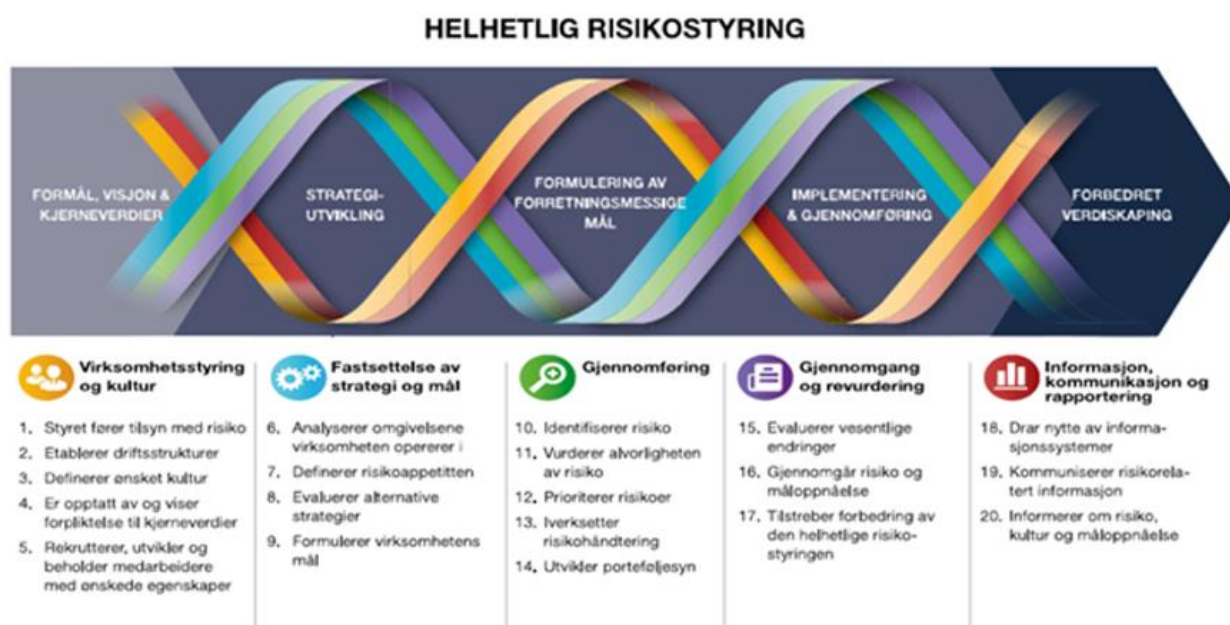 HELHETLIG RISIKOSTYRING
FORMÅL, VISJON &
KJERNEVERDIER
STRATEGI-
UTVIKLING
FORMULERING AV
FORRETNINGSMESSIGE
MÅL
IMPLEMENTERING
& GJENNOMFØRING
FORBEDRET
VERDISKAPING
Virksomhetsstyring
og kultur
1. Styret fører tilsyn med risiko
2. Etablerer driftsstrukturer
3. Definerer ønsket kultur
4. Er opptatt av og viser
forpliktelse til kjerneverdier
5. Rekrutterer, utvikler og
beholder medarbeidere
med ønskede egenskaper
Fastsettelse av
strategi og mål
6. Analyserer omgivelsene
virksomheten opererer i
7. Definerer risikoappetitten
8. Evaluerer alternative
strategier
9. Formulerer virksomhetens
mål
Gjennomføring
10. Identifiserer risiko
11. Vurderer alvorligheten
av risiko
12. Prioriterer risikoer
13. Iverksetter
risikohåndtering
14. Utvikler porteføljesyn
Gjennomgang
og revurdering
15. Evaluerer vesentlige
endringer
16. Gjennomgår risiko og
måloppnåelse
17. Tilstreber forbedring av
den helhetlige risiko-
styringen
Informasjon,
kommunikasjon og
rapportering
18. Drar nytte av informa-
sjonssystemer
19. Kommuniserer risikorela-
tert informasjon
20. Informerer om risiko,
kultur og måloppnåelse